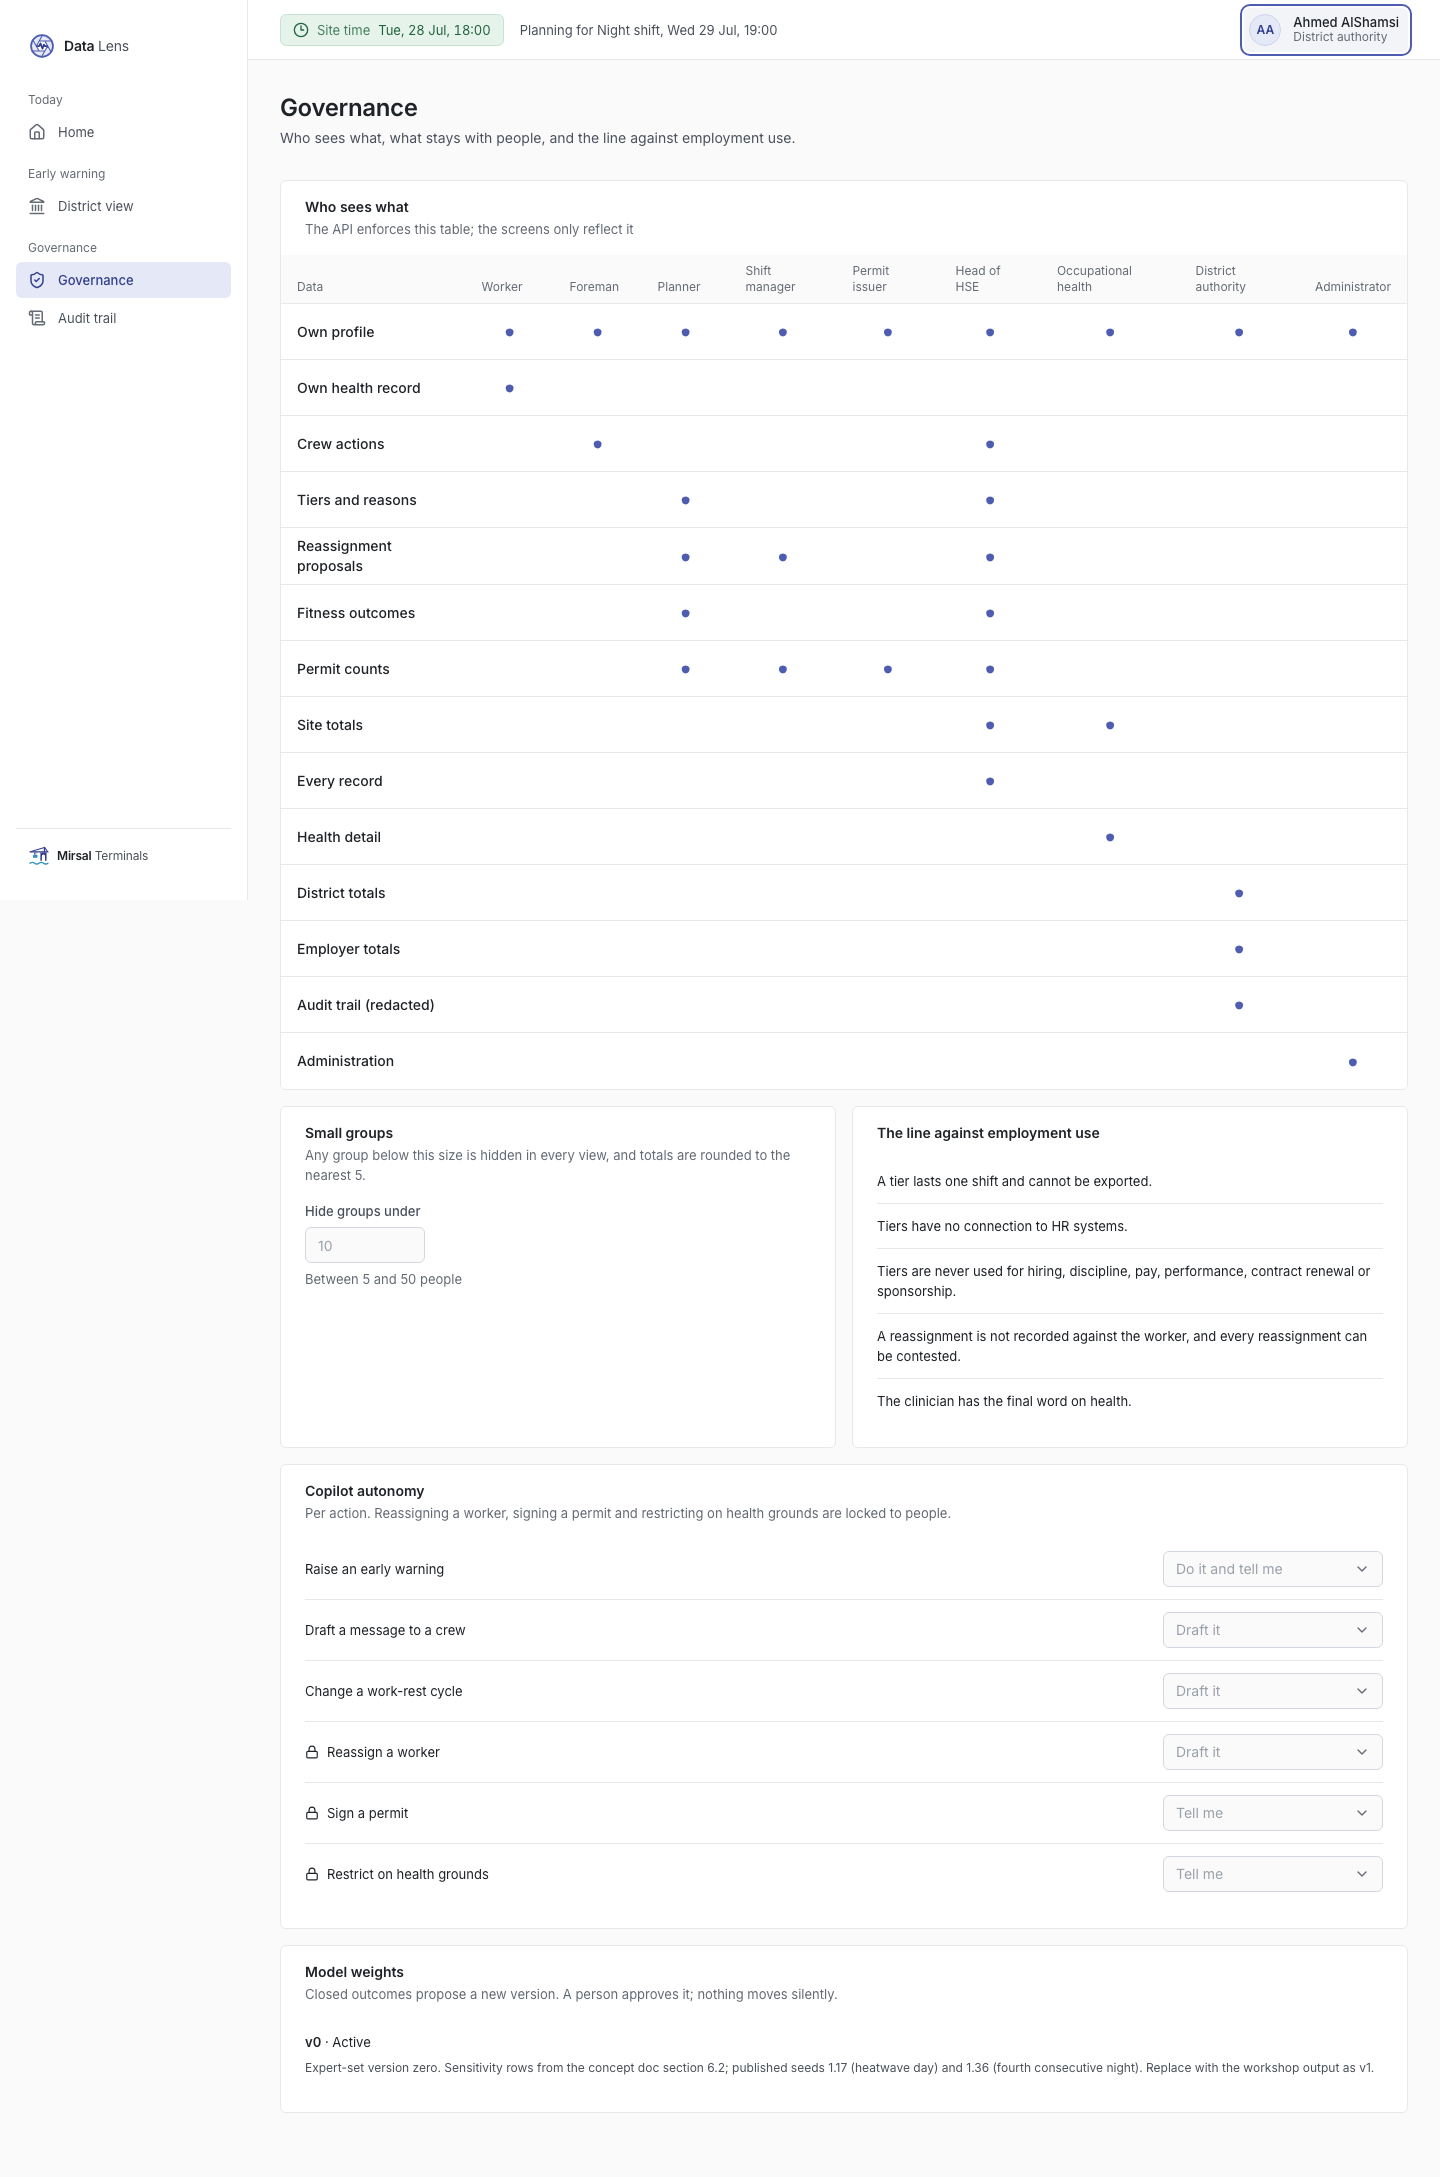 Data Lens
Today
Home
Early warning
District view
Governance
Governance
Audit trail
Mirsal Terminals
Site time Tue, 28 Jul, 18:00
Planning for Night shift, Wed 29 Jul, 19:00
AA
Ahmed AlShamsi
District authority
Governance
Who sees what, what stays with people, and the line against employment use.
Who sees what
The API enforces this table; the screens only reflect it
Data
Worker
Foreman
Planner
Shift
manager
Permit
issuer
Head of
HSE
Occupational
health
District
authority
Administrator
Own profile
Own health record
Crew actions
Tiers and reasons
Reassignment
proposals
Fitness outcomes
Permit counts
Site totals
Every record
Health detail
District totals
Employer totals
Audit trail (redacted)
Administration
Small groups
Any group below this size is hidden in every view, and totals are rounded to the
nearest 5.
Hide groups under
10
Between 5 and 50 people
The line against employment use
A tier lasts one shift and cannot be exported.
Tiers have no connection to HR systems.
Tiers are never used for hiring, discipline, pay, performance, contract renewal or
sponsorship.
A reassignment is not recorded against the worker, and every reassignment can
be contested.
The clinician has the final word on health.
Copilot autonomy
Per action. Reassigning a worker, signing a permit and restricting on health grounds are locked to people.
Raise an early warning
Do it and tell me
Draft a message to a crew
Draft it
Change a work-rest cycle
Draft it
Reassign a worker
Draft it
Sign a permit
Tell me
Restrict on health grounds
Tell me
Model weights
Closed outcomes propose a new version. A person approves it; nothing moves silently.
v0 · Active
Expert-set version zero. Sensitivity rows from the concept doc section 6.2; published seeds 1.17 (heatwave day) and 1.36 (fourth consecutive night). Replace with the workshop output as v1.